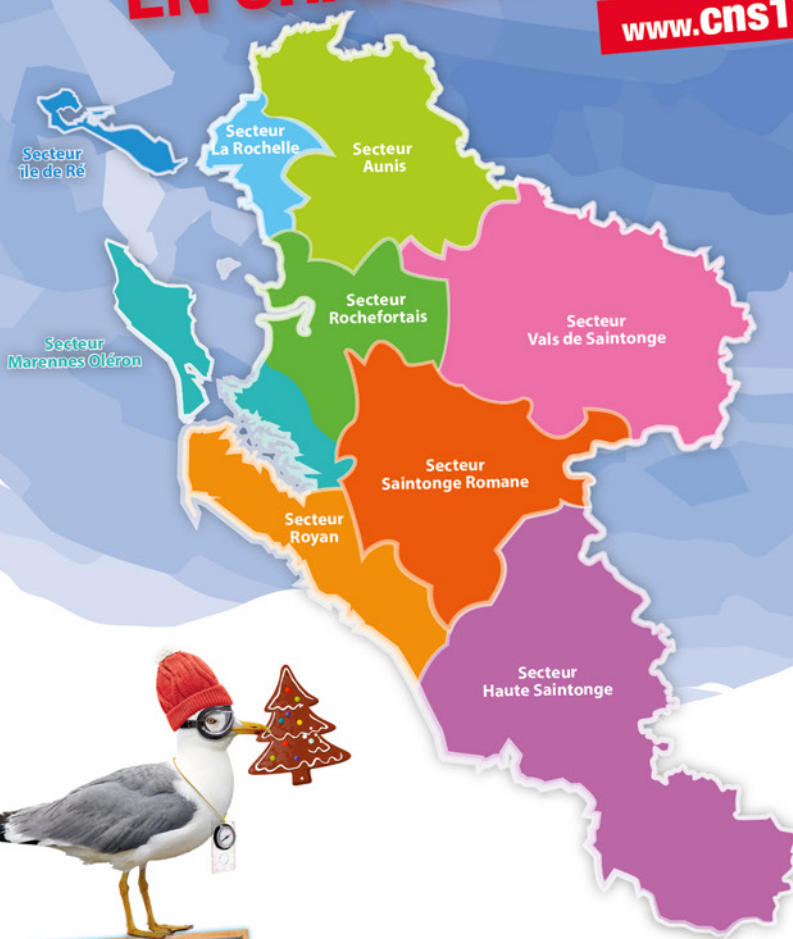 EN
www.cns1
Secteur
La Rochelle
Secteur
Aunis
Secteur
île de Ré
Secteur
Rochefortais
Secteur
Vals de Saintonge
Secteur
Marennes Oléron
Secteur
Saintonge Romane
Secteur
Royan
Secteur
Haute Saintonge